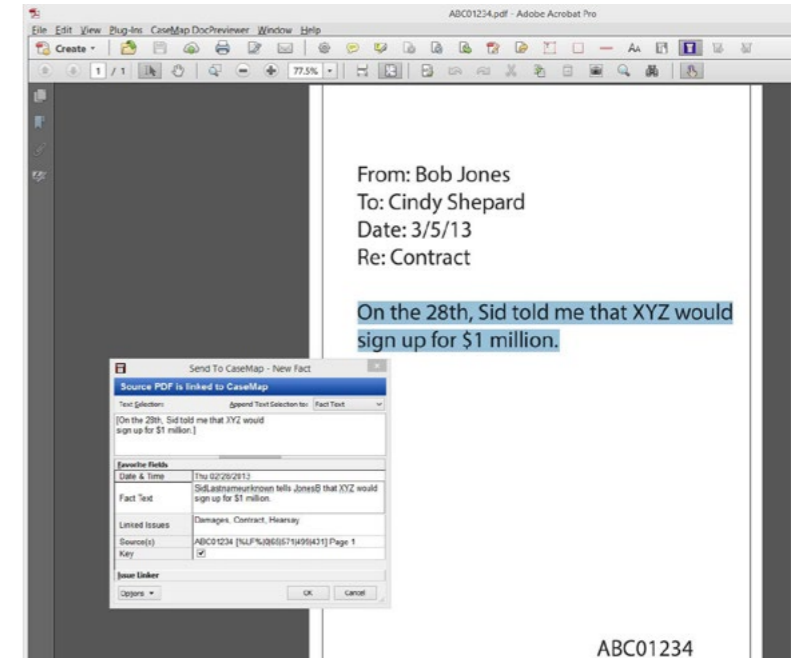 ABC01234.pdf - Adobe Acrobat Pro
File Edit View Plug-Ins CaseMap DocPreviewer Window Help
Create
1 / 1 77.5%
From: Bob Jones
To: Cindy Shepard
Date: 3/5/13
Re: Contract
On the 28th, Sid told me that XYZ would
sign up for $1 million.
Send To CaseMap - New Fact
Source PDF is linked to CaseMap
Text Selection: Append Text Selection to: Fact Text
[On the 28th, Sid told me that XYZ would
sign up for $1 million.]
Favorite Fields
Date & Time Thu 02/28/2013
Fact Text SidLastnameunknown tells JonesB that XYZ would
sign up for $1 million.
Linked Issues Damages, Contract, Hearsay
Source(s) ABC01234 Page 1
Key
Issue Linker
Options OK Cancel
ABC01234